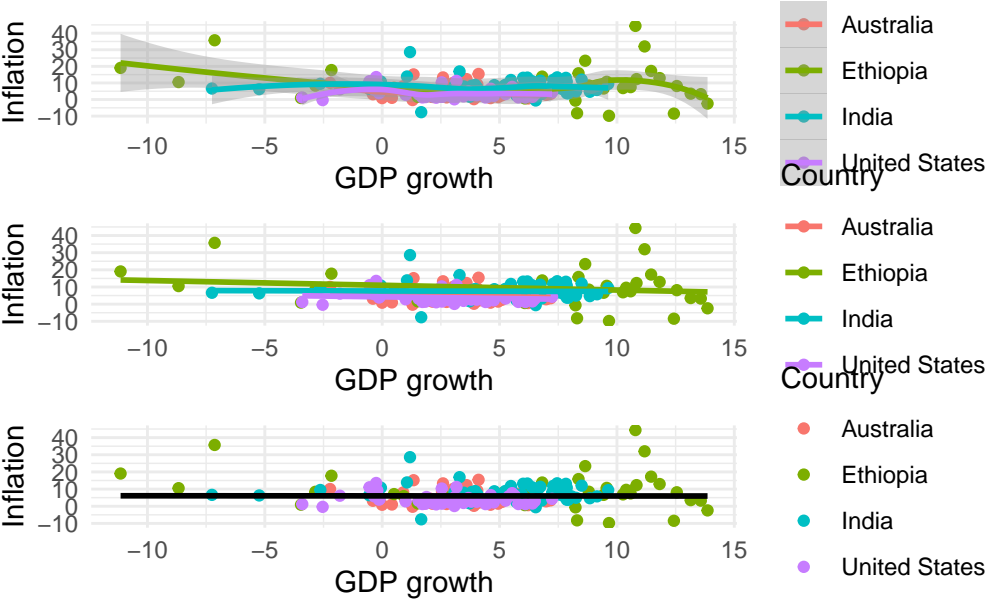 Inflation
40
30
20
10
0
−10
−10 −5 0 5 10 15
GDP growth
Australia
Ethiopia
India
United States
Country
Inflation
40
30
20
10
0
−10
−10 −5 0 5 10 15
GDP growth
Australia
Ethiopia
India
United States
Country
Inflation
40
30
20
10
0
−10
−10 −5 0 5 10 15
GDP growth
Australia
Ethiopia
India
United States